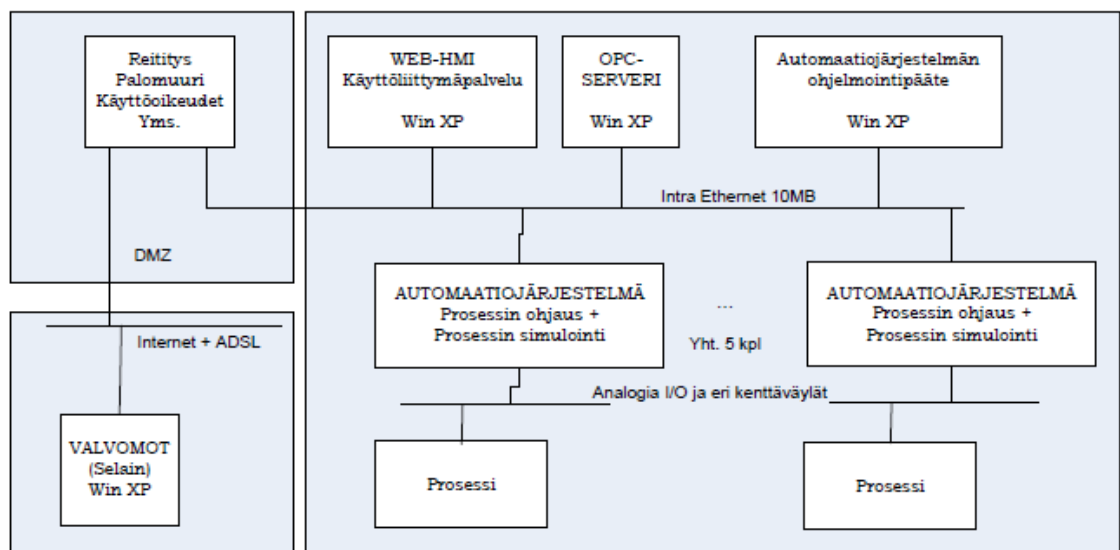 Reititys
Palomuuri
Käyttöoikeudet
Yms.
WEB-HMI
Käyttöliittymäpalvelu
Win XP
OPC-
SERVERI
Win XP
Automaatiojärjestelmän
ohjelmointipääte
Win XP
Intra Ethernet 10MB
DMZ
AUTOMAATIOJÄRJESTELMÄ
Prosessin ohjaus +
Prosessin simulointi
...
Yht. 5 kpl
AUTOMAATIOJÄRJESTELMÄ
Prosessin ohjaus +
Prosessin simulointi
Internet + ADSL
Analogia I/O ja eri kenttäväylät
VALVOMOT
(Selain)
Win XP
Prosessi
Prosessi